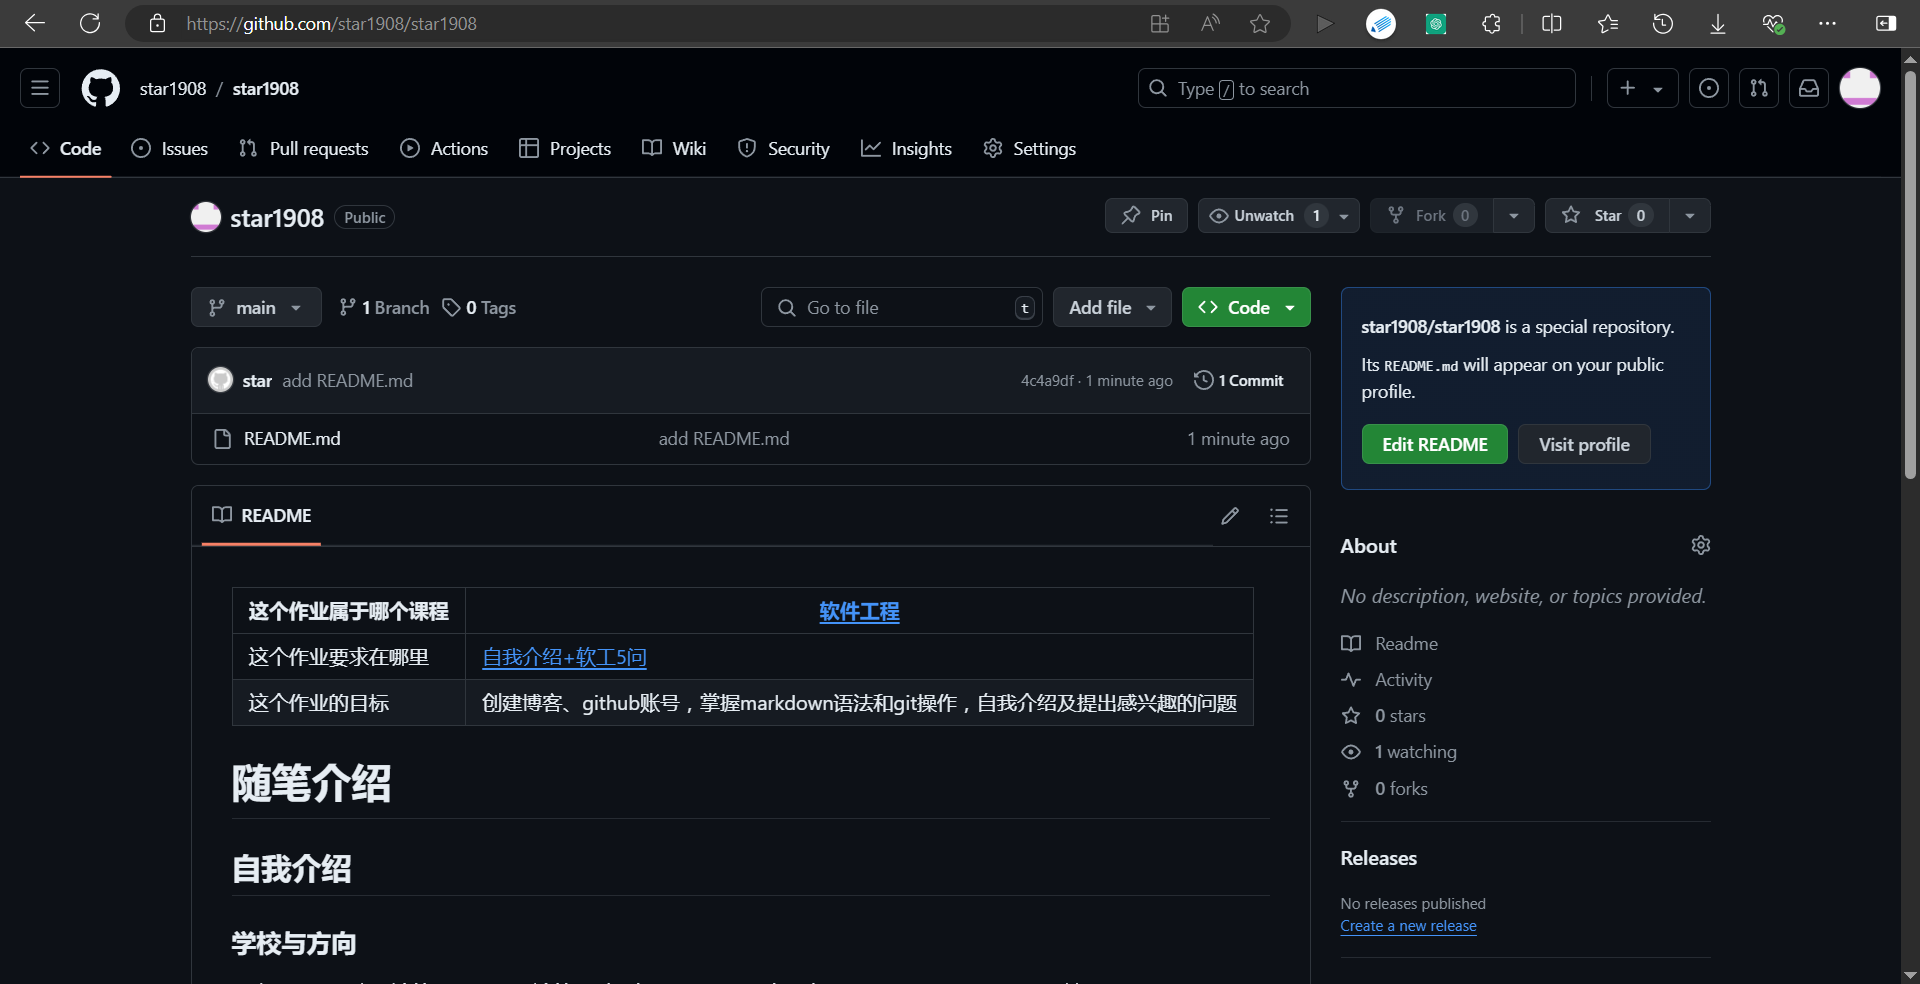 https://github.com/star1908/star1908
star1908 / star1908
Type / to search
Code Issues Pull requests Actions Projects Wiki Security Insights Settings
star1908 Public
Pin Unwatch 1 Fork 0 Star 0
main 1 Branch 0 Tags Go to file t Add file Code
star1908/star1908 is a special repository.
Its README.md will appear on your public
profile.
Edit README Visit profile
star add README.md 4c4a9df · 1 minute ago 1 Commit
README.md add README.md 1 minute ago
README
这个作业属于哪个课程 软件工程
这个作业要求在哪里 自我介绍+软工5问
这个作业的目标 创建博客、github账号，掌握markdown语法和git操作，自我介绍及提出感兴趣的问题
随笔介绍
自我介绍
学校与方向
About
No description, website, or topics provided.
Readme
Activity
0 stars
1 watching
0 forks
Releases
No releases published
Create a new release